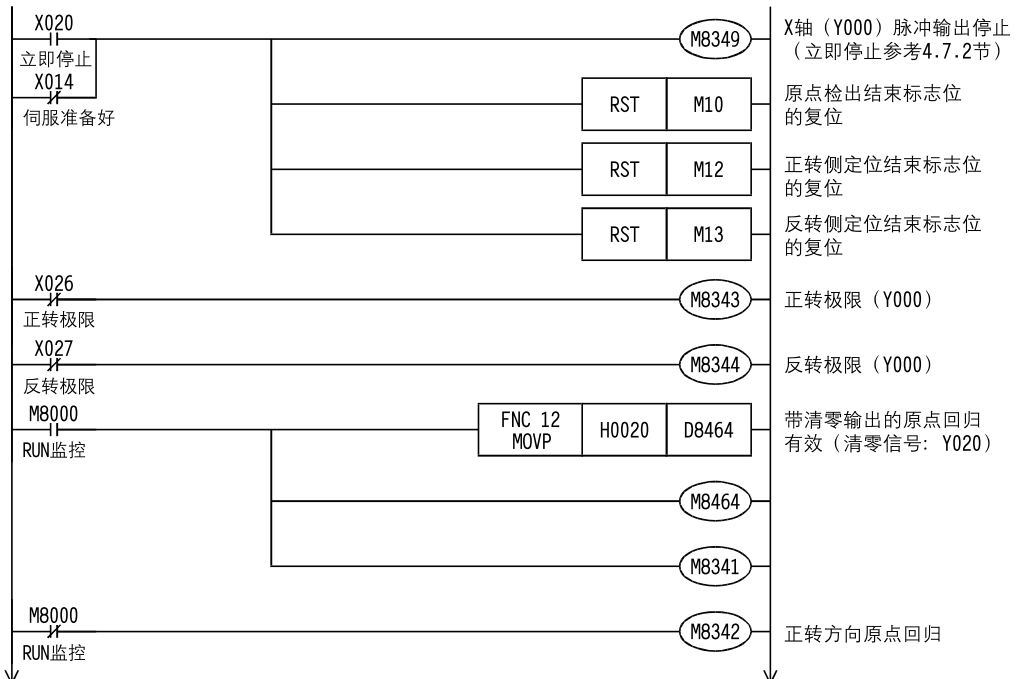 X020
立即停止
X014
伺服准备好
M8349
X轴（Y000）脉冲输出停止
（立即停止参考4.7.2节）
RST M10
原点检出结束标志位
的复位
RST M12
正转侧定位结束标志位
的复位
RST M13
反转侧定位结束标志位
的复位
X026
正转极限
M8343
正转极限（Y000）
X027
反转极限
M8344
反转极限（Y000）
M8000
RUN监控
FNC 12
MOVP
H0020 D8464
带清零输出的原点回归
有效（清零信号: Y020）
M8464
M8341
M8000
RUN监控
M8342
正转方向原点回归